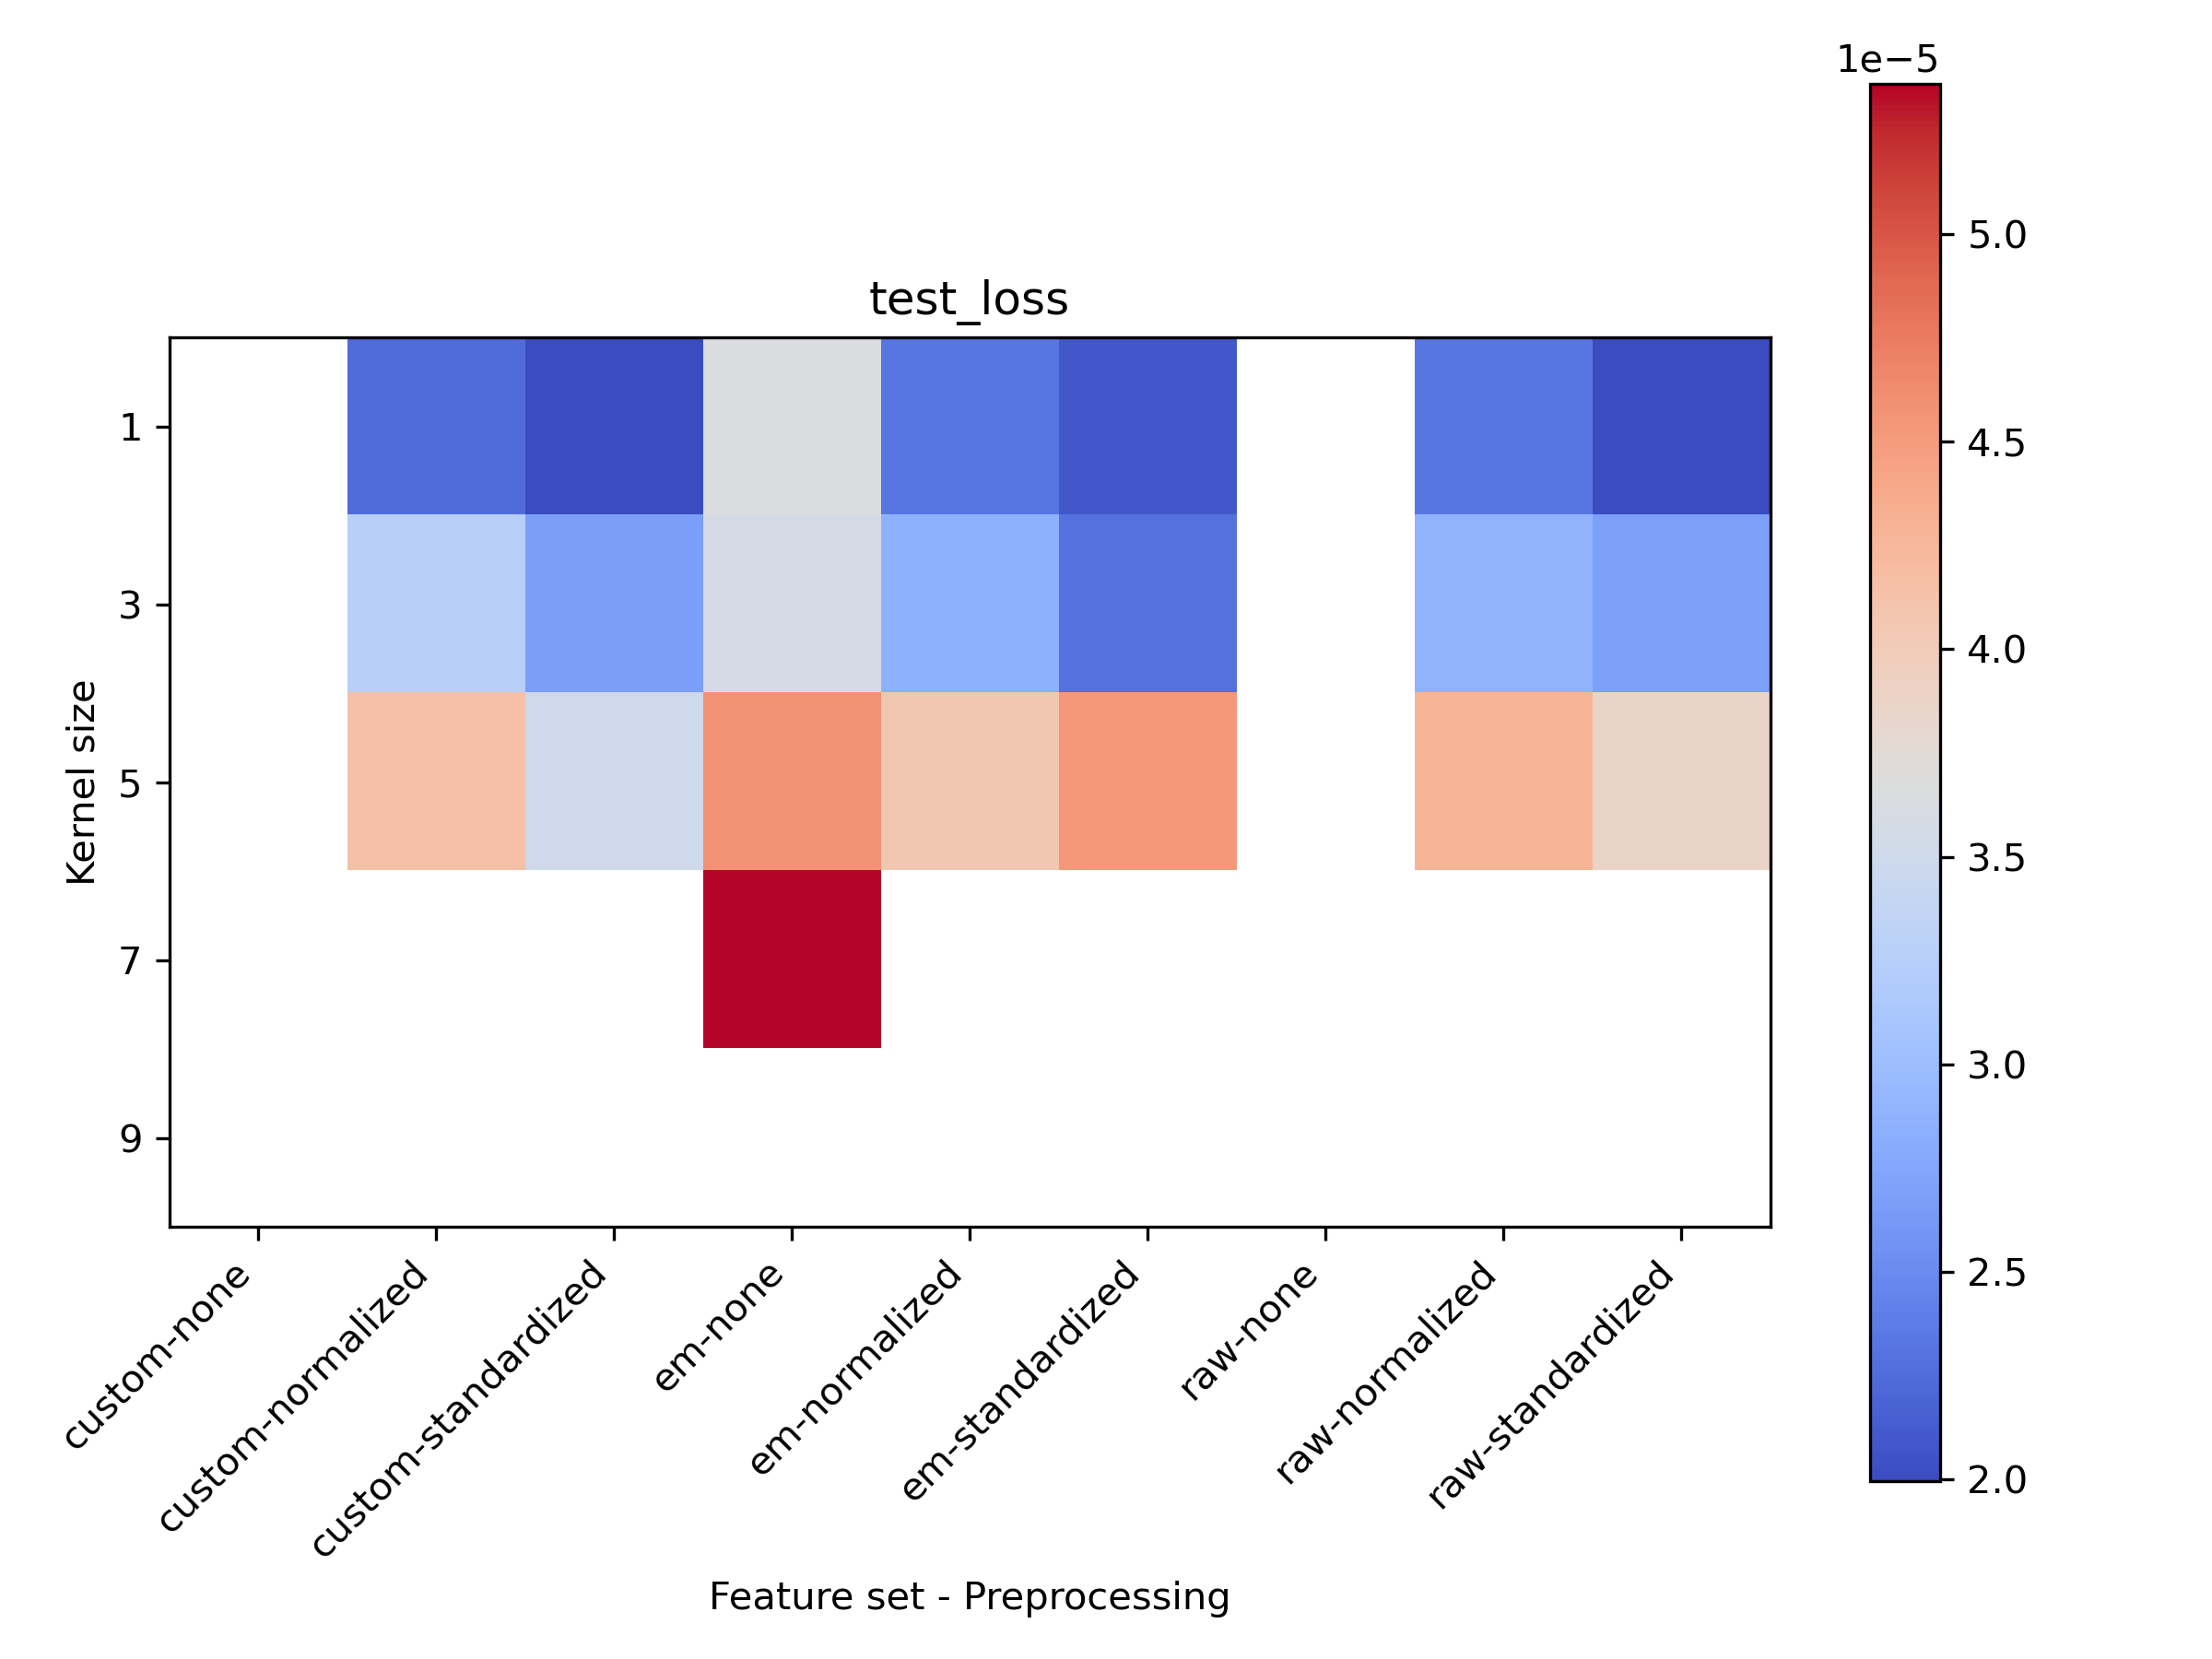 1e−5
test_loss
1
3
5
7
9
Kernel size
5.0
4.5
4.0
3.5
3.0
2.5
2.0
custom-none
custom-normalized
custom-standardized
em-none
em-normalized
em-standardized
raw-none
raw-normalized
raw-standardized
Feature set - Preprocessing